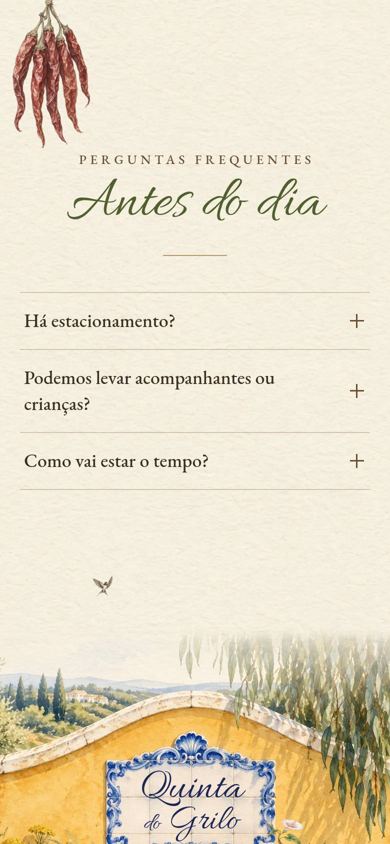 PERGUNTAS FREQUENTES
Antes do dia
Há estacionamento?
Podemos levar acompanhantes ou
crianças?
Como vai estar o tempo?
Quinta
do Grilo